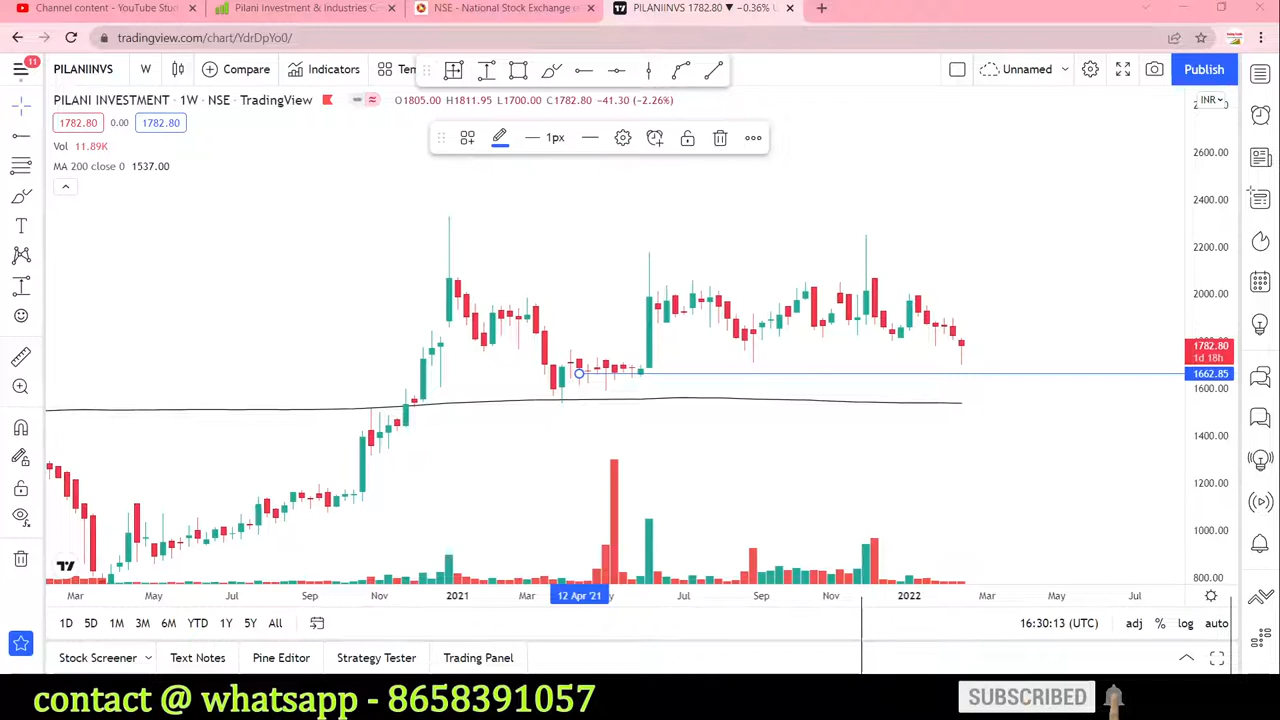 Channel content - YouTube Stud
Pilani Investment & Industries Co
NSE - National Stock Exchange o
PILANIINVS 1782.80 ▼ −0.36% U
tradingview.com/chart/YdrDpYo0/
11
PILANIINVS
W
Compare
Indicators
Tem
Unnamed
Publish
PILANI INVESTMENT · 1W · NSE · TradingView
O1805.00 H1811.95 L1700.00 C1782.80 −41.30 (−2.26%)
INR
1782.80
0.00
1782.80
1px
Vol 11.89K
MA 200 close 0 1537.00
2600.00
2400.00
2200.00
2000.00
1782.80
1d 18h
1662.85
1600.00
1400.00
1200.00
1000.00
800.00
Mar
May
Jul
Sep
Nov
2021
Mar
12 Apr '21
Jul
Sep
Nov
2022
Mar
May
Jul
1D
5D
1M
3M
6M
YTD
1Y
5Y
All
16:30:13 (UTC)
adj
%
log
auto
Stock Screener
Text Notes
Pine Editor
Strategy Tester
Trading Panel
contact @ whatsapp - 8658391057
SUBSCRIBED